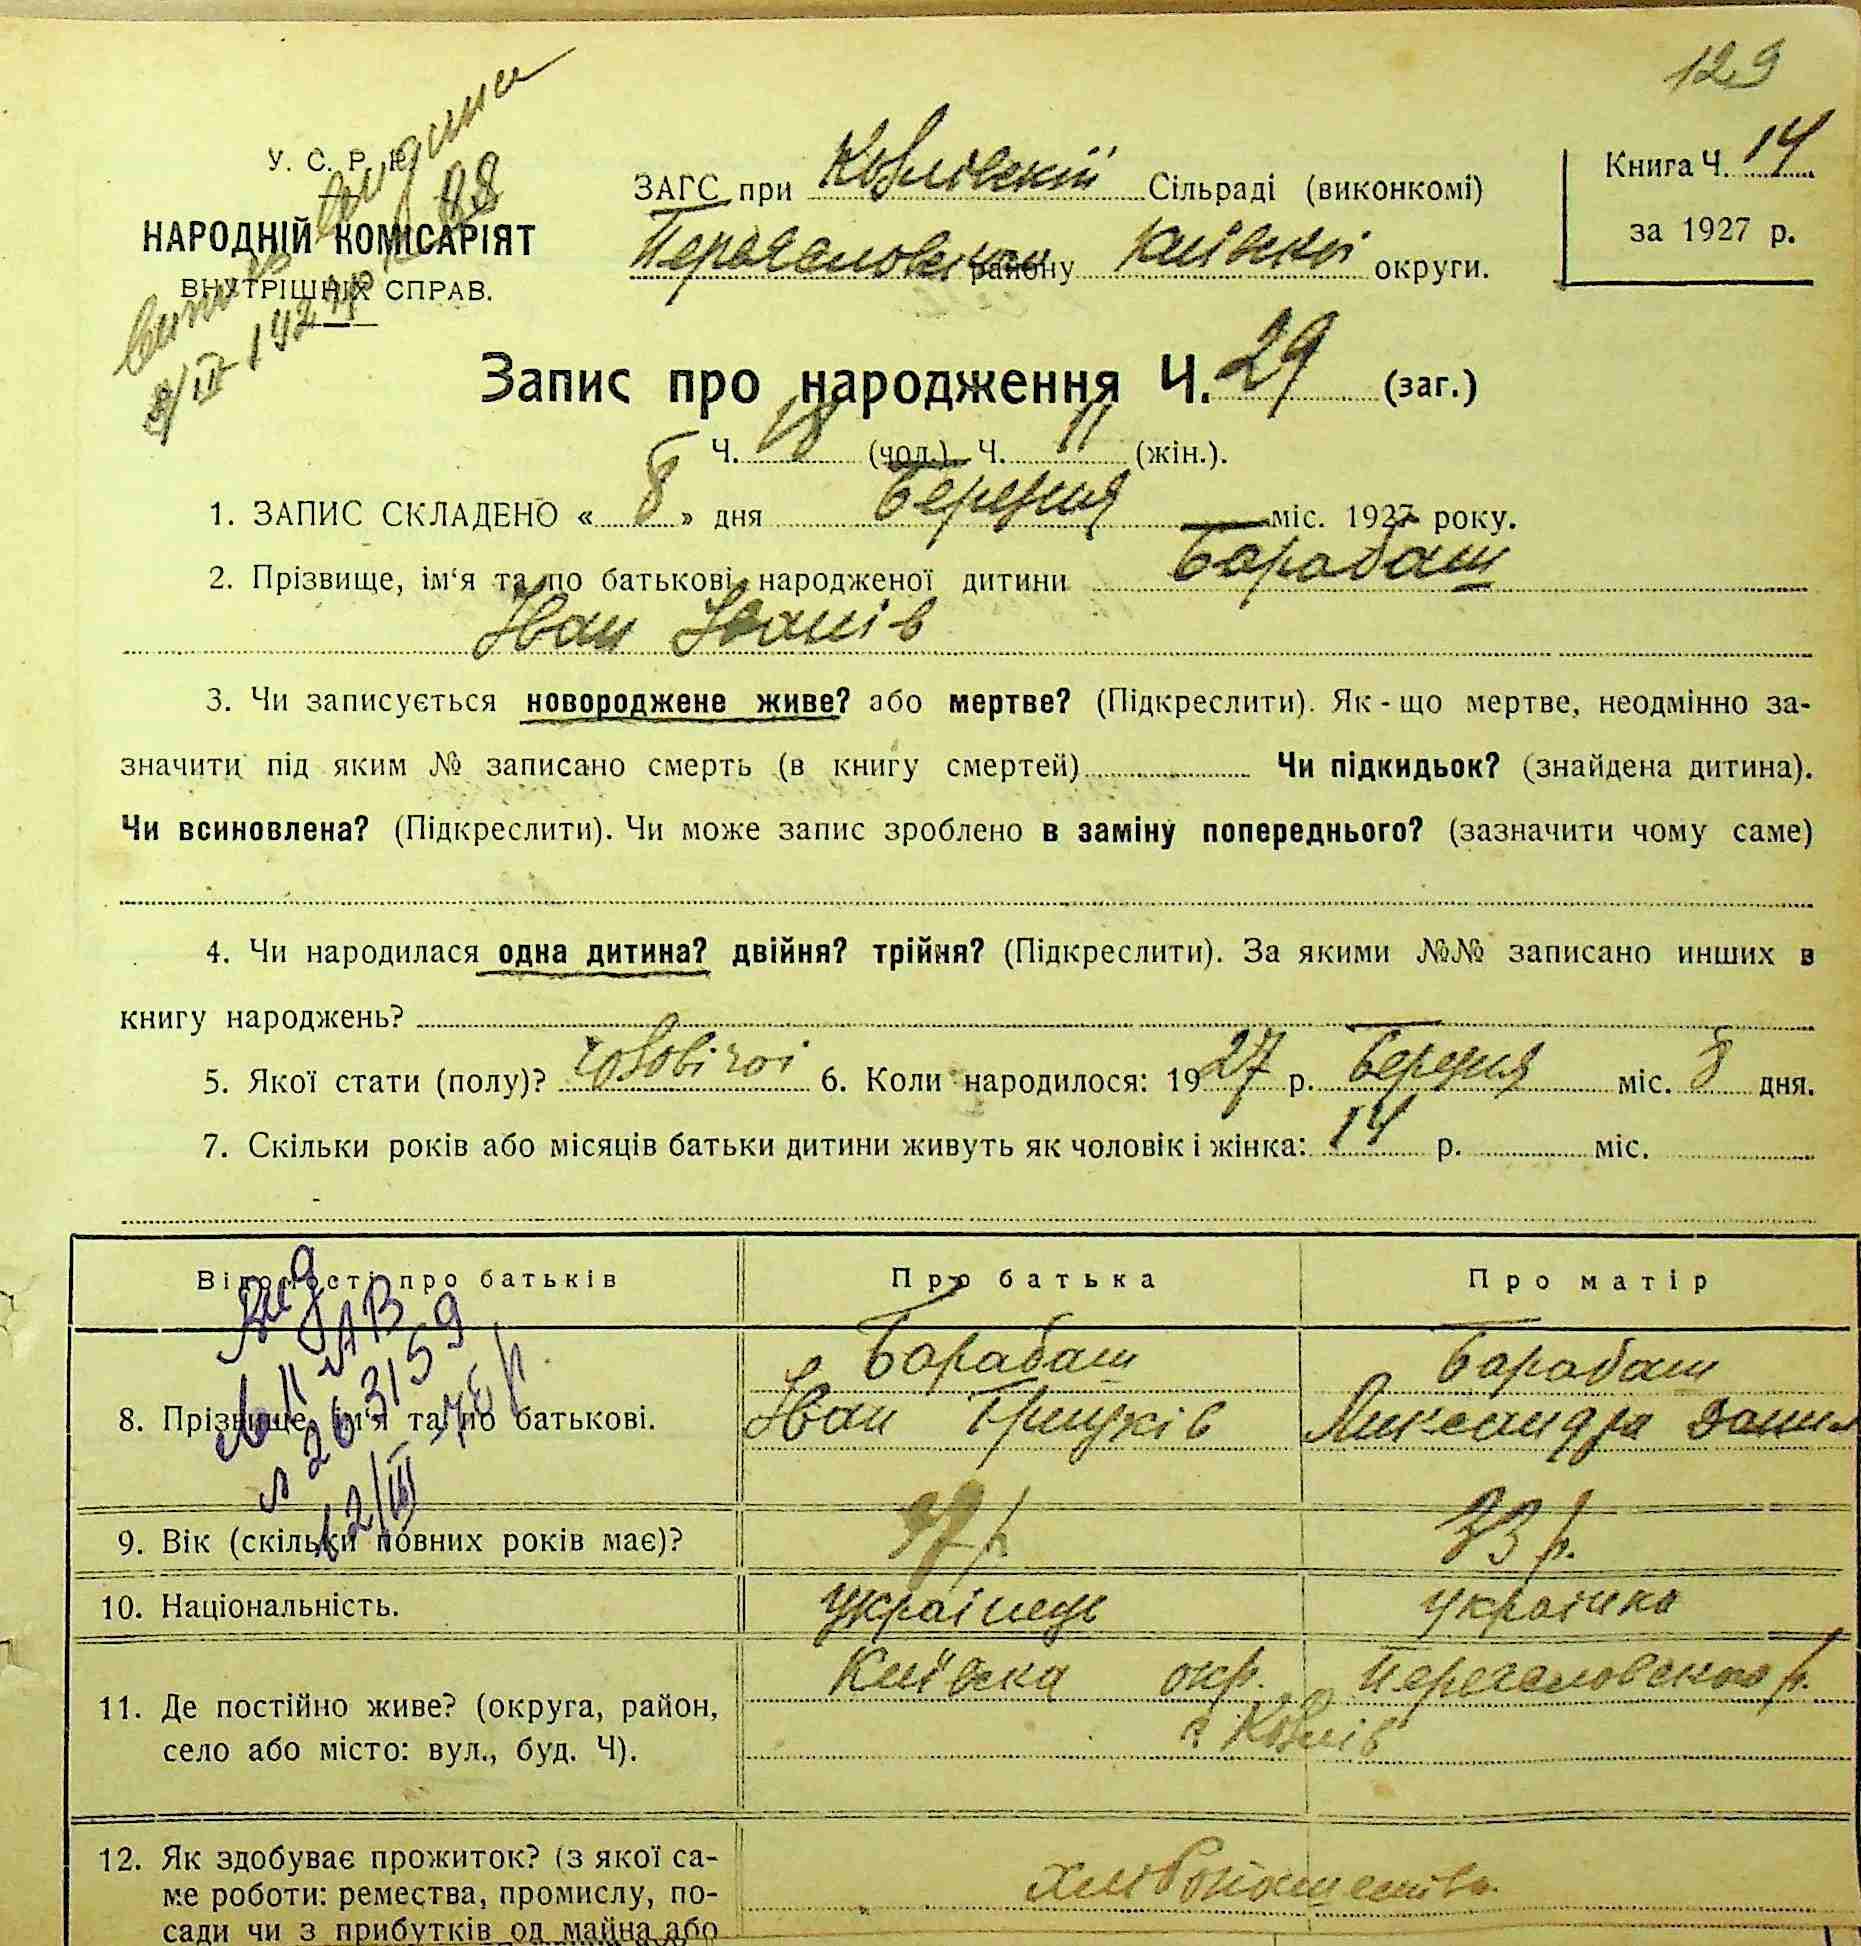 129
У. С. Р. Р.
НАРОДНІЙ КОМІСАРІЯТ
ВНУТРІШНІХ СПРАВ.
ЗАГС при Козлівській Сільраді (виконкомі)
району Київської округи.
Книга Ч. 14
за 1927 р.
Запис про народження Ч. 29 (заг.)
Ч. 18 (чол.) Ч. 11 (жін.).
1. ЗАПИС СКЛАДЕНО « 8 » дня Березня міс. 1927 року.
2. Прізвище, ім‘я та по батькові народженої дитини Барабаш
Іван Іванів
3. Чи записується новороджене живе? або мертве? (Підкреслити). Як-що мертве, неодмінно за-
значити під яким № записано смерть (в книгу смертей) Чи підкидьок? (знайдена дитина).
Чи всиновлена? (Підкреслити). Чи може запис зроблено в заміну попереднього? (зазначити чому саме)
4. Чи народилася одна дитина? двійня? трійня? (Підкреслити). За якими №№ записано инших в
книгу народжень?
5. Якої стати (полу)? 6. Коли народилося: 1927 р. Березня міс. 8 дня.
7. Скільки років або місяців батьки дитини живуть як чоловік і жінка: 14 р. міс.
Відомості про батьків Про батька Про матір
8. Прізвище, ім‘я та по батькові. Барабаш Барабаш
Іван Грицьків Александра Данил
9. Вік (скільки повних років має)? 33 р.
10. Національність. українець українка
11. Де постійно живе? (округа, район, Київська окр.
село або місто: вул., буд. Ч). с. Козлів
12. Як здобуває прожиток? (з якої са-
ме роботи: ремества, промислу, по-
сади чи з прибутків од майна або